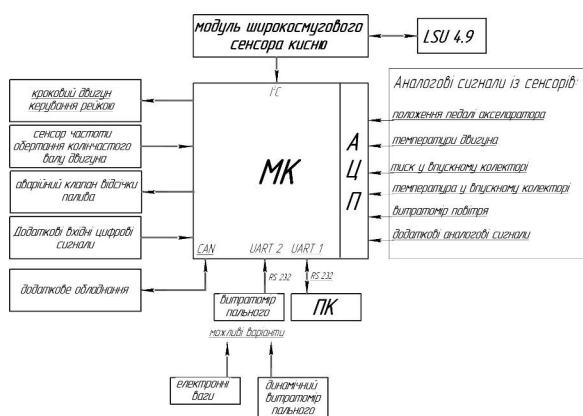 модуль широкосмугового
сенсора кисню
LSU 4.9
I²C
кроковий двигун
керування рейкою
сенсор частоти
обертання колінчастого
валу двигуна
аварійний клапан відсічки
палива
Додаткові вхідні цифрові
сигнали
додаткове обладнання
МК
А
Ц
П
CAN
UART 2
UART 1
Аналогові сигнали із сенсорів:
положення педалі акселаратора
температури двигуна
тиск у впускному колекторі
температура у впускному колекторі
витратомір повітря
додаткові аналогові сигнали
RS 232
RS 232
витратомір
пального
ПК
можливі варіанти
електронні
ваги
динамічний
витратомір
пального